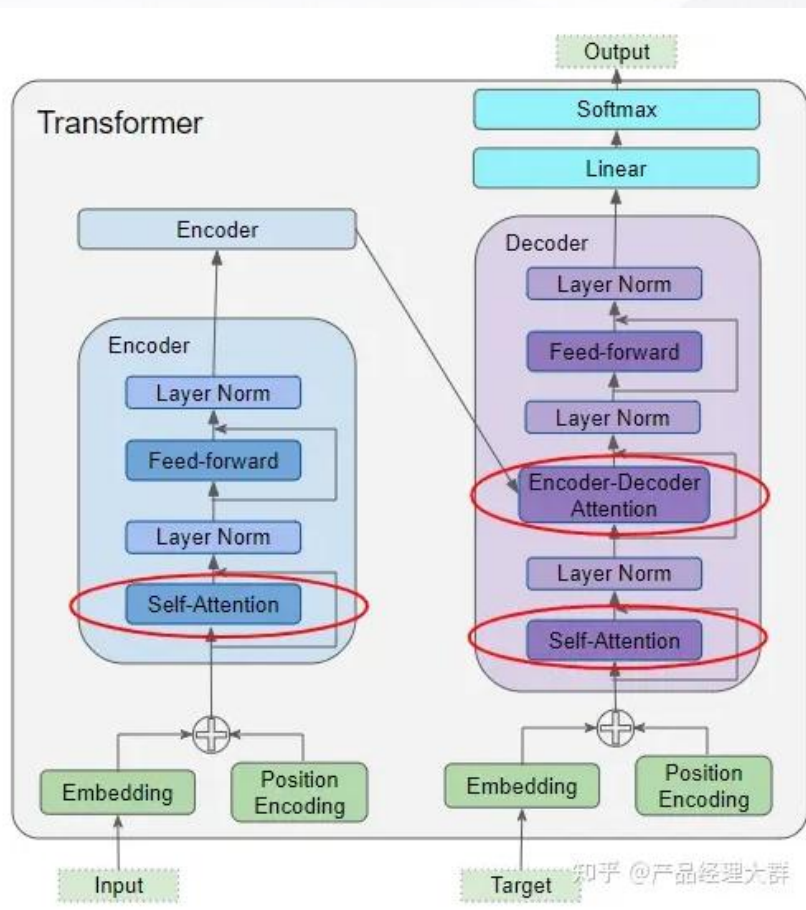 Output
Softmax
Transformer
Linear
Encoder
Decoder
Layer Norm
Feed-forward
Layer Norm
Encoder-Decoder
Attention
Layer Norm
Self-Attention
Encoder
Layer Norm
Feed-forward
Layer Norm
Self-Attention
Embedding
Position
Encoding
Embedding
Position
Encoding
Input
Target
知乎 @产品经理大群